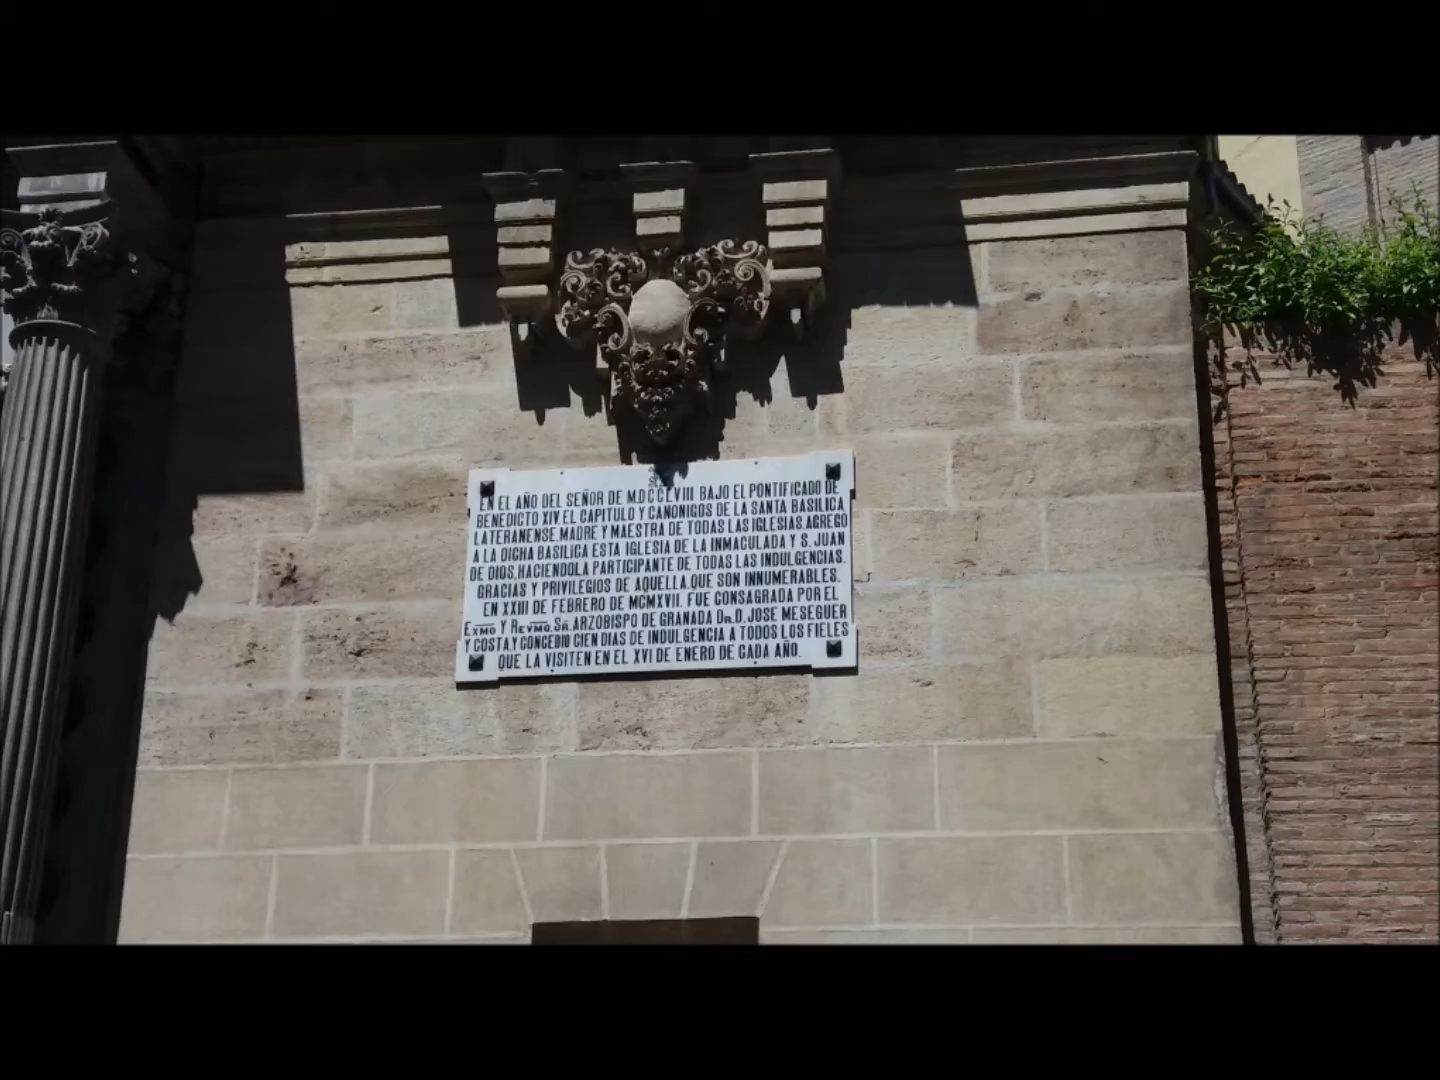 EN EL AÑO DEL SEÑOR DE M.DCCLVIII BAJO EL PONTIFICADO DE
BENEDICTO XIV. EL CAPITULO Y CANONIGOS DE LA SANTA BASILICA
LATERANENSE. MADRE Y MAESTRA DE TODAS LAS IGLESIAS. AGREGO
A LA DICHA BASILICA ESTA IGLESIA DE LA INMACULADA Y S. JUAN
DE DIOS, HACIENDOLA PARTICIPANTE DE TODAS LAS INDULGENCIAS.
GRACIAS Y PRIVILEGIOS DE AQUELLA. QUE SON INNUMERABLES.
EN XXIII DE FEBRERO DE MCMXVII. FUE CONSAGRADA POR EL
EXMO Y REVMO. SR. ARZOBISPO DE GRANADA DR. D. JOSE MESEGUER
Y COSTA, Y CONCEDIO CIEN DIAS DE INDULGENCIA A TODOS LOS FIELES
QUE LA VISITEN EN EL XVI DE ENERO DE CADA AÑO.